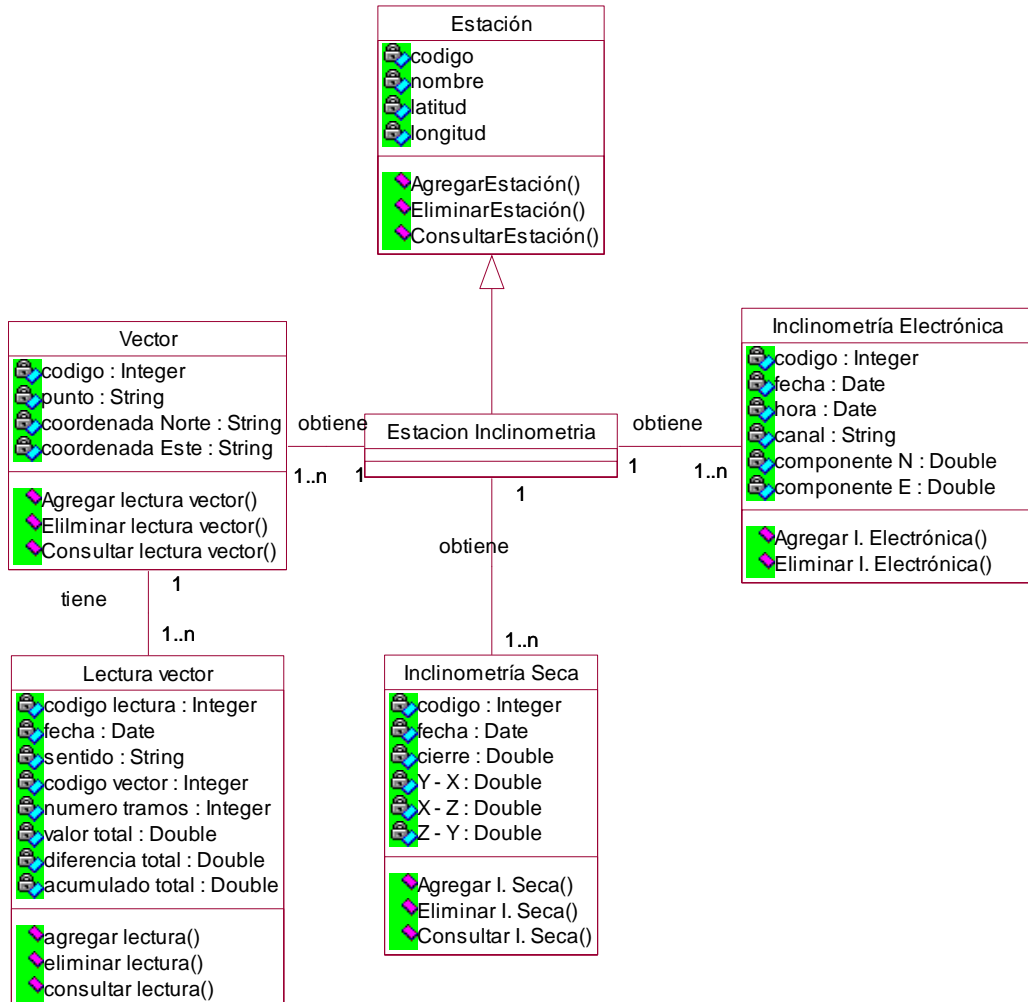 Estación
codigo
nombre
latitud
longitud
AgregarEstación()
EliminarEstación()
ConsultarEstación()
Vector
codigo : Integer
punto : String
coordenada Norte : String
coordenada Este : String
Agregar lectura vector()
Elilminar lectura vector()
Consultar lectura vector()
obtiene
1..n
1
Estacion Inclinometria
obtiene
1
1..n
Inclinometría Electrónica
codigo : Integer
fecha : Date
hora : Date
canal : String
componente N : Double
componente E : Double
Agregar I. Electrónica()
Eliminar I. Electrónica()
1
obtiene
1..n
tiene
1
1..n
Lectura vector
codigo lectura : Integer
fecha : Date
sentido : String
codigo vector : Integer
numero tramos : Integer
valor total : Double
diferencia total : Double
acumulado total : Double
agregar lectura()
eliminar lectura()
consultar lectura()
Inclinometría Seca
codigo : Integer
fecha : Date
cierre : Double
Y - X : Double
X - Z : Double
Z - Y : Double
Agregar I. Seca()
Eliminar I. Seca()
Consultar I. Seca()